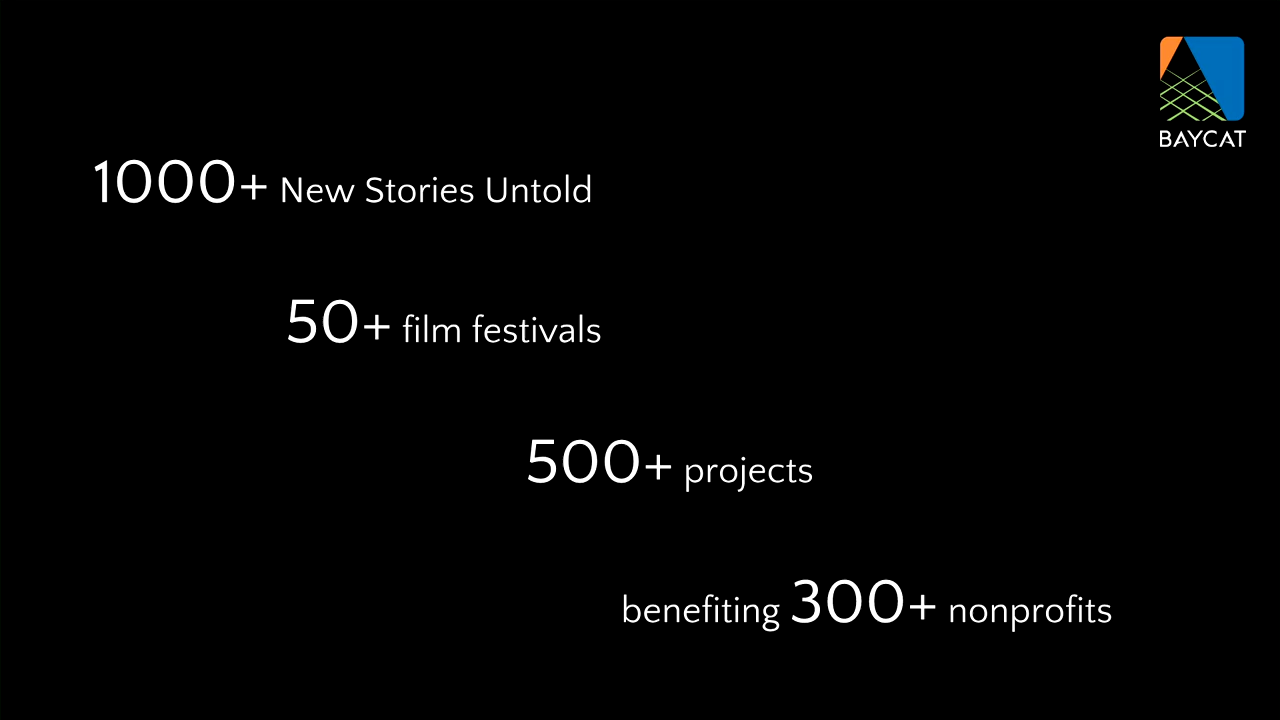 BAYCAT
1000+ New Stories Untold
50+ film festivals
500+ projects
benefiting 300+ nonprofits